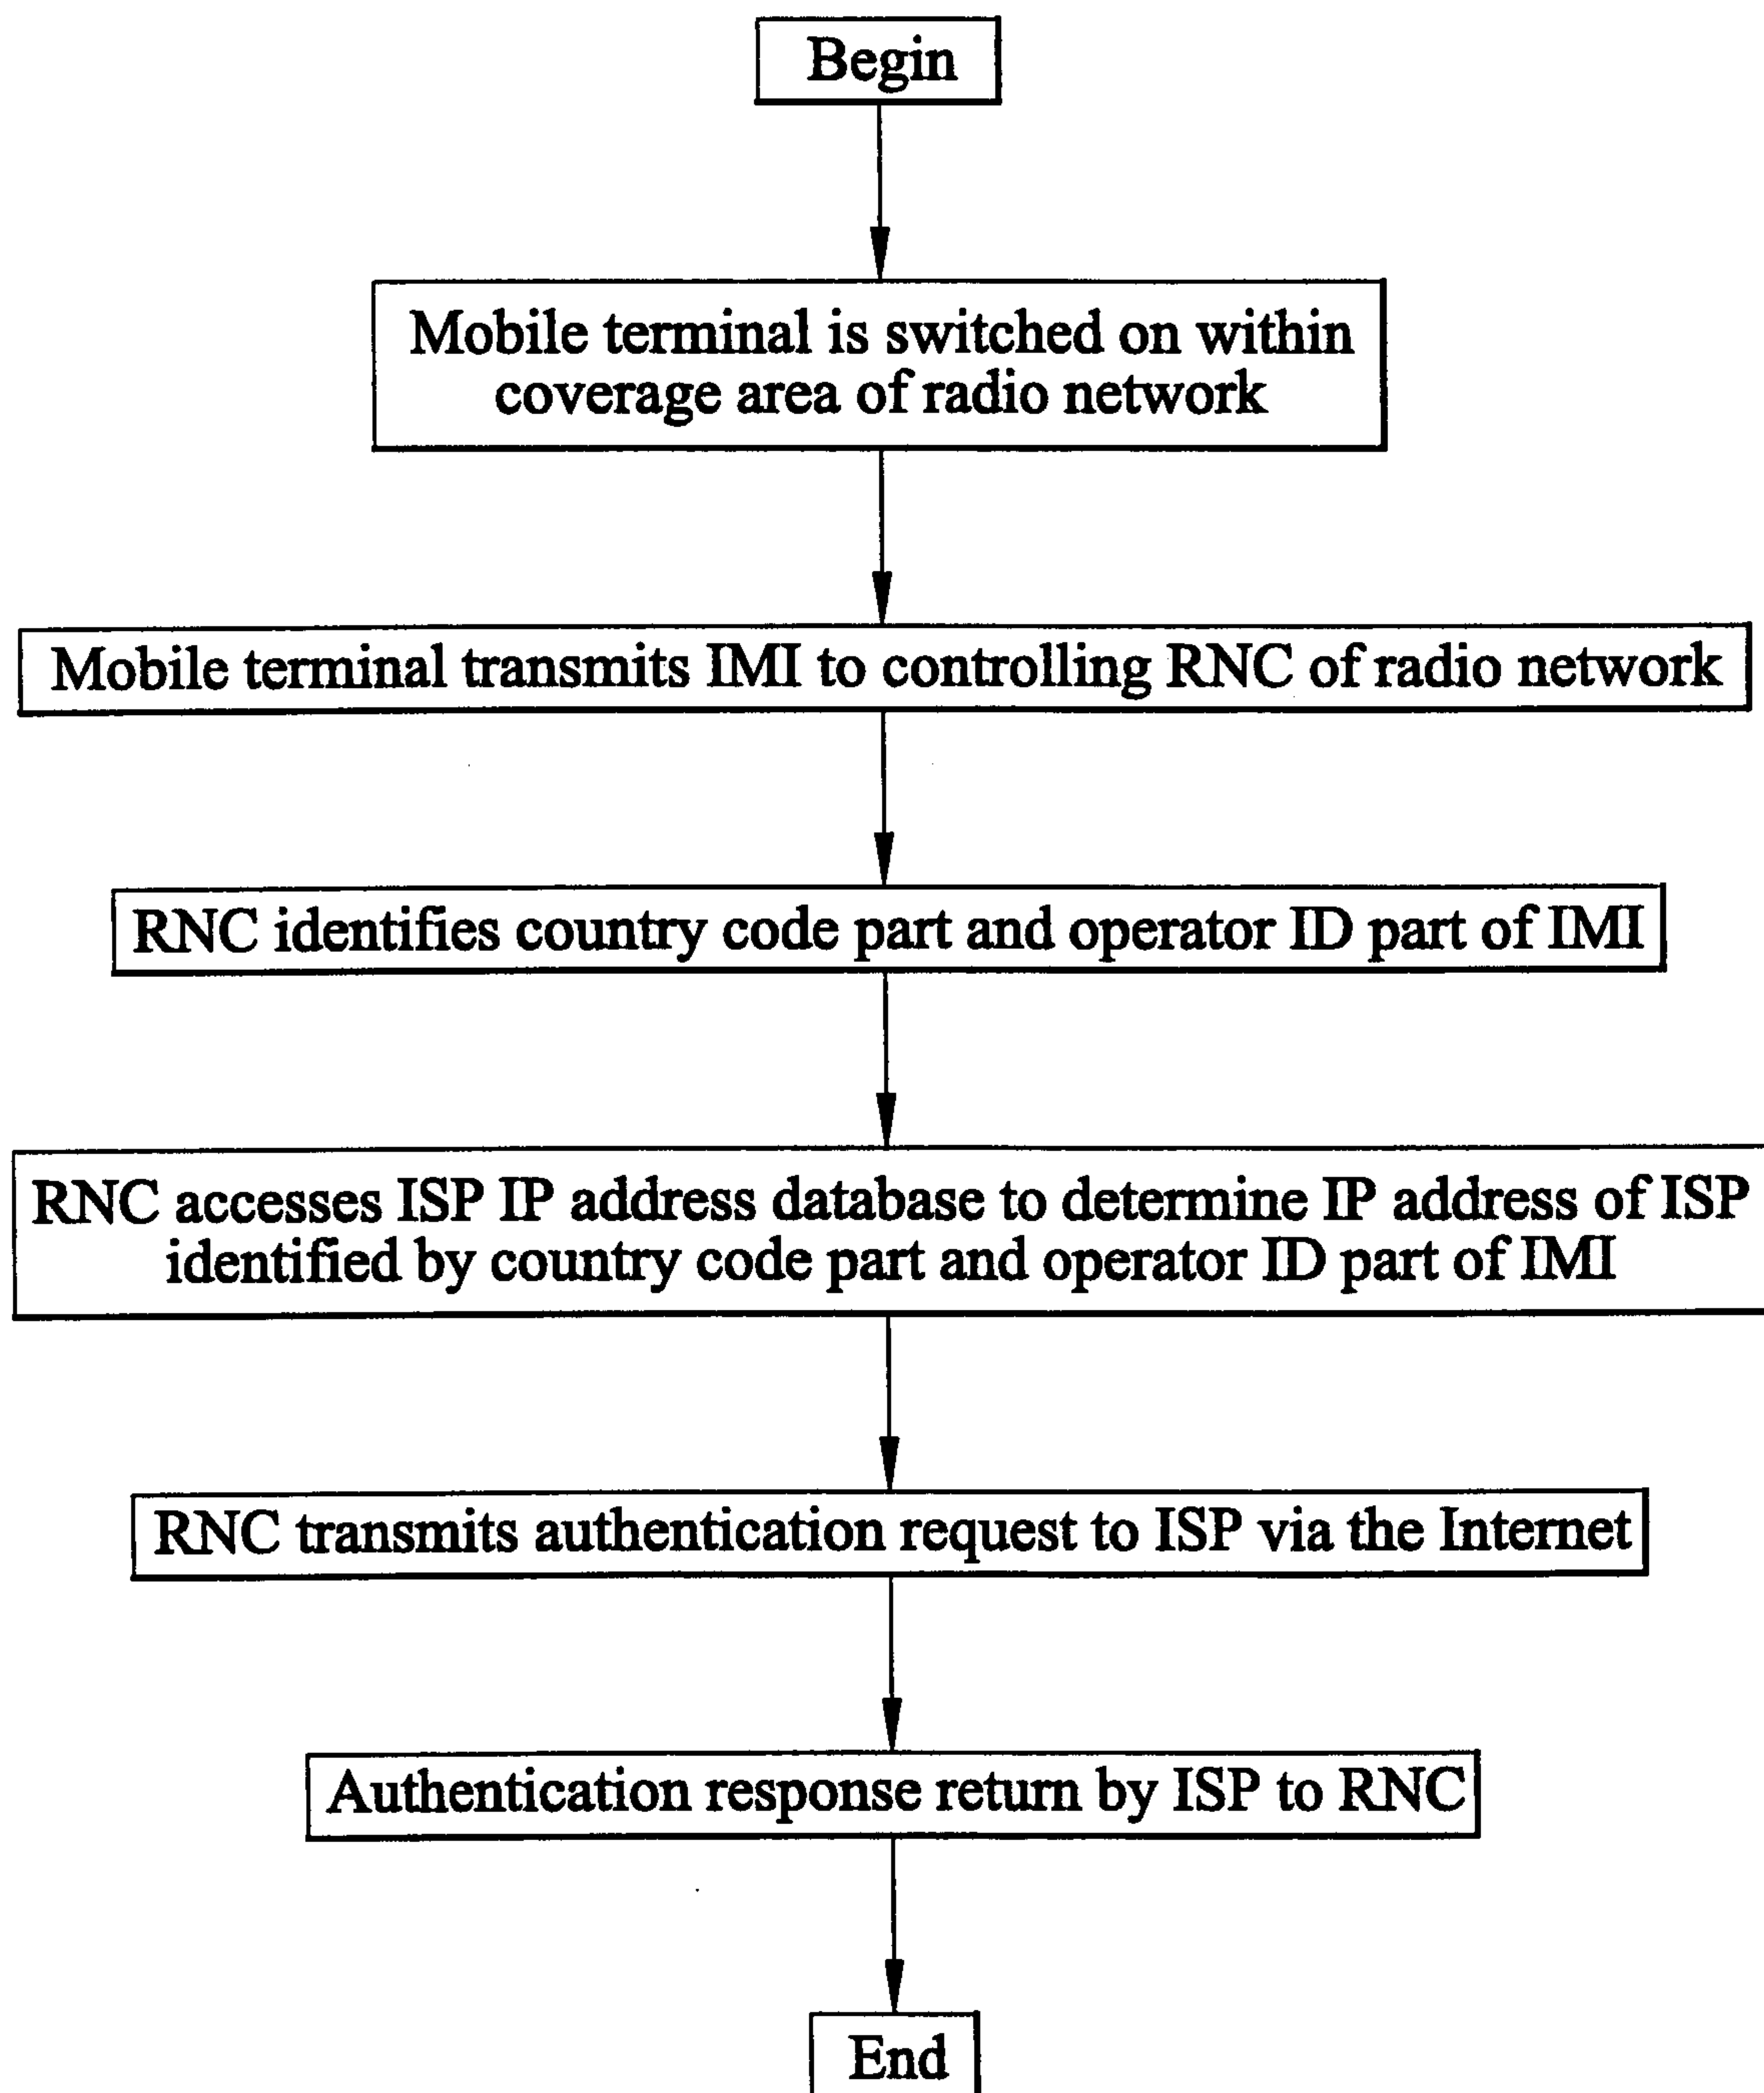 Begin
Mobile terminal is switched on within
coverage area of radio network
Mobile terminal transmits IMI to controlling RNC of radio network
RNC identifies country code part and operator ID part of IMI
RNC accesses ISP IP address database to determine IP address of ISP
identified by country code part and operator ID part of IMI
RNC transmits authentication request to ISP via the Internet
Authentication response return by ISP to RNC
End